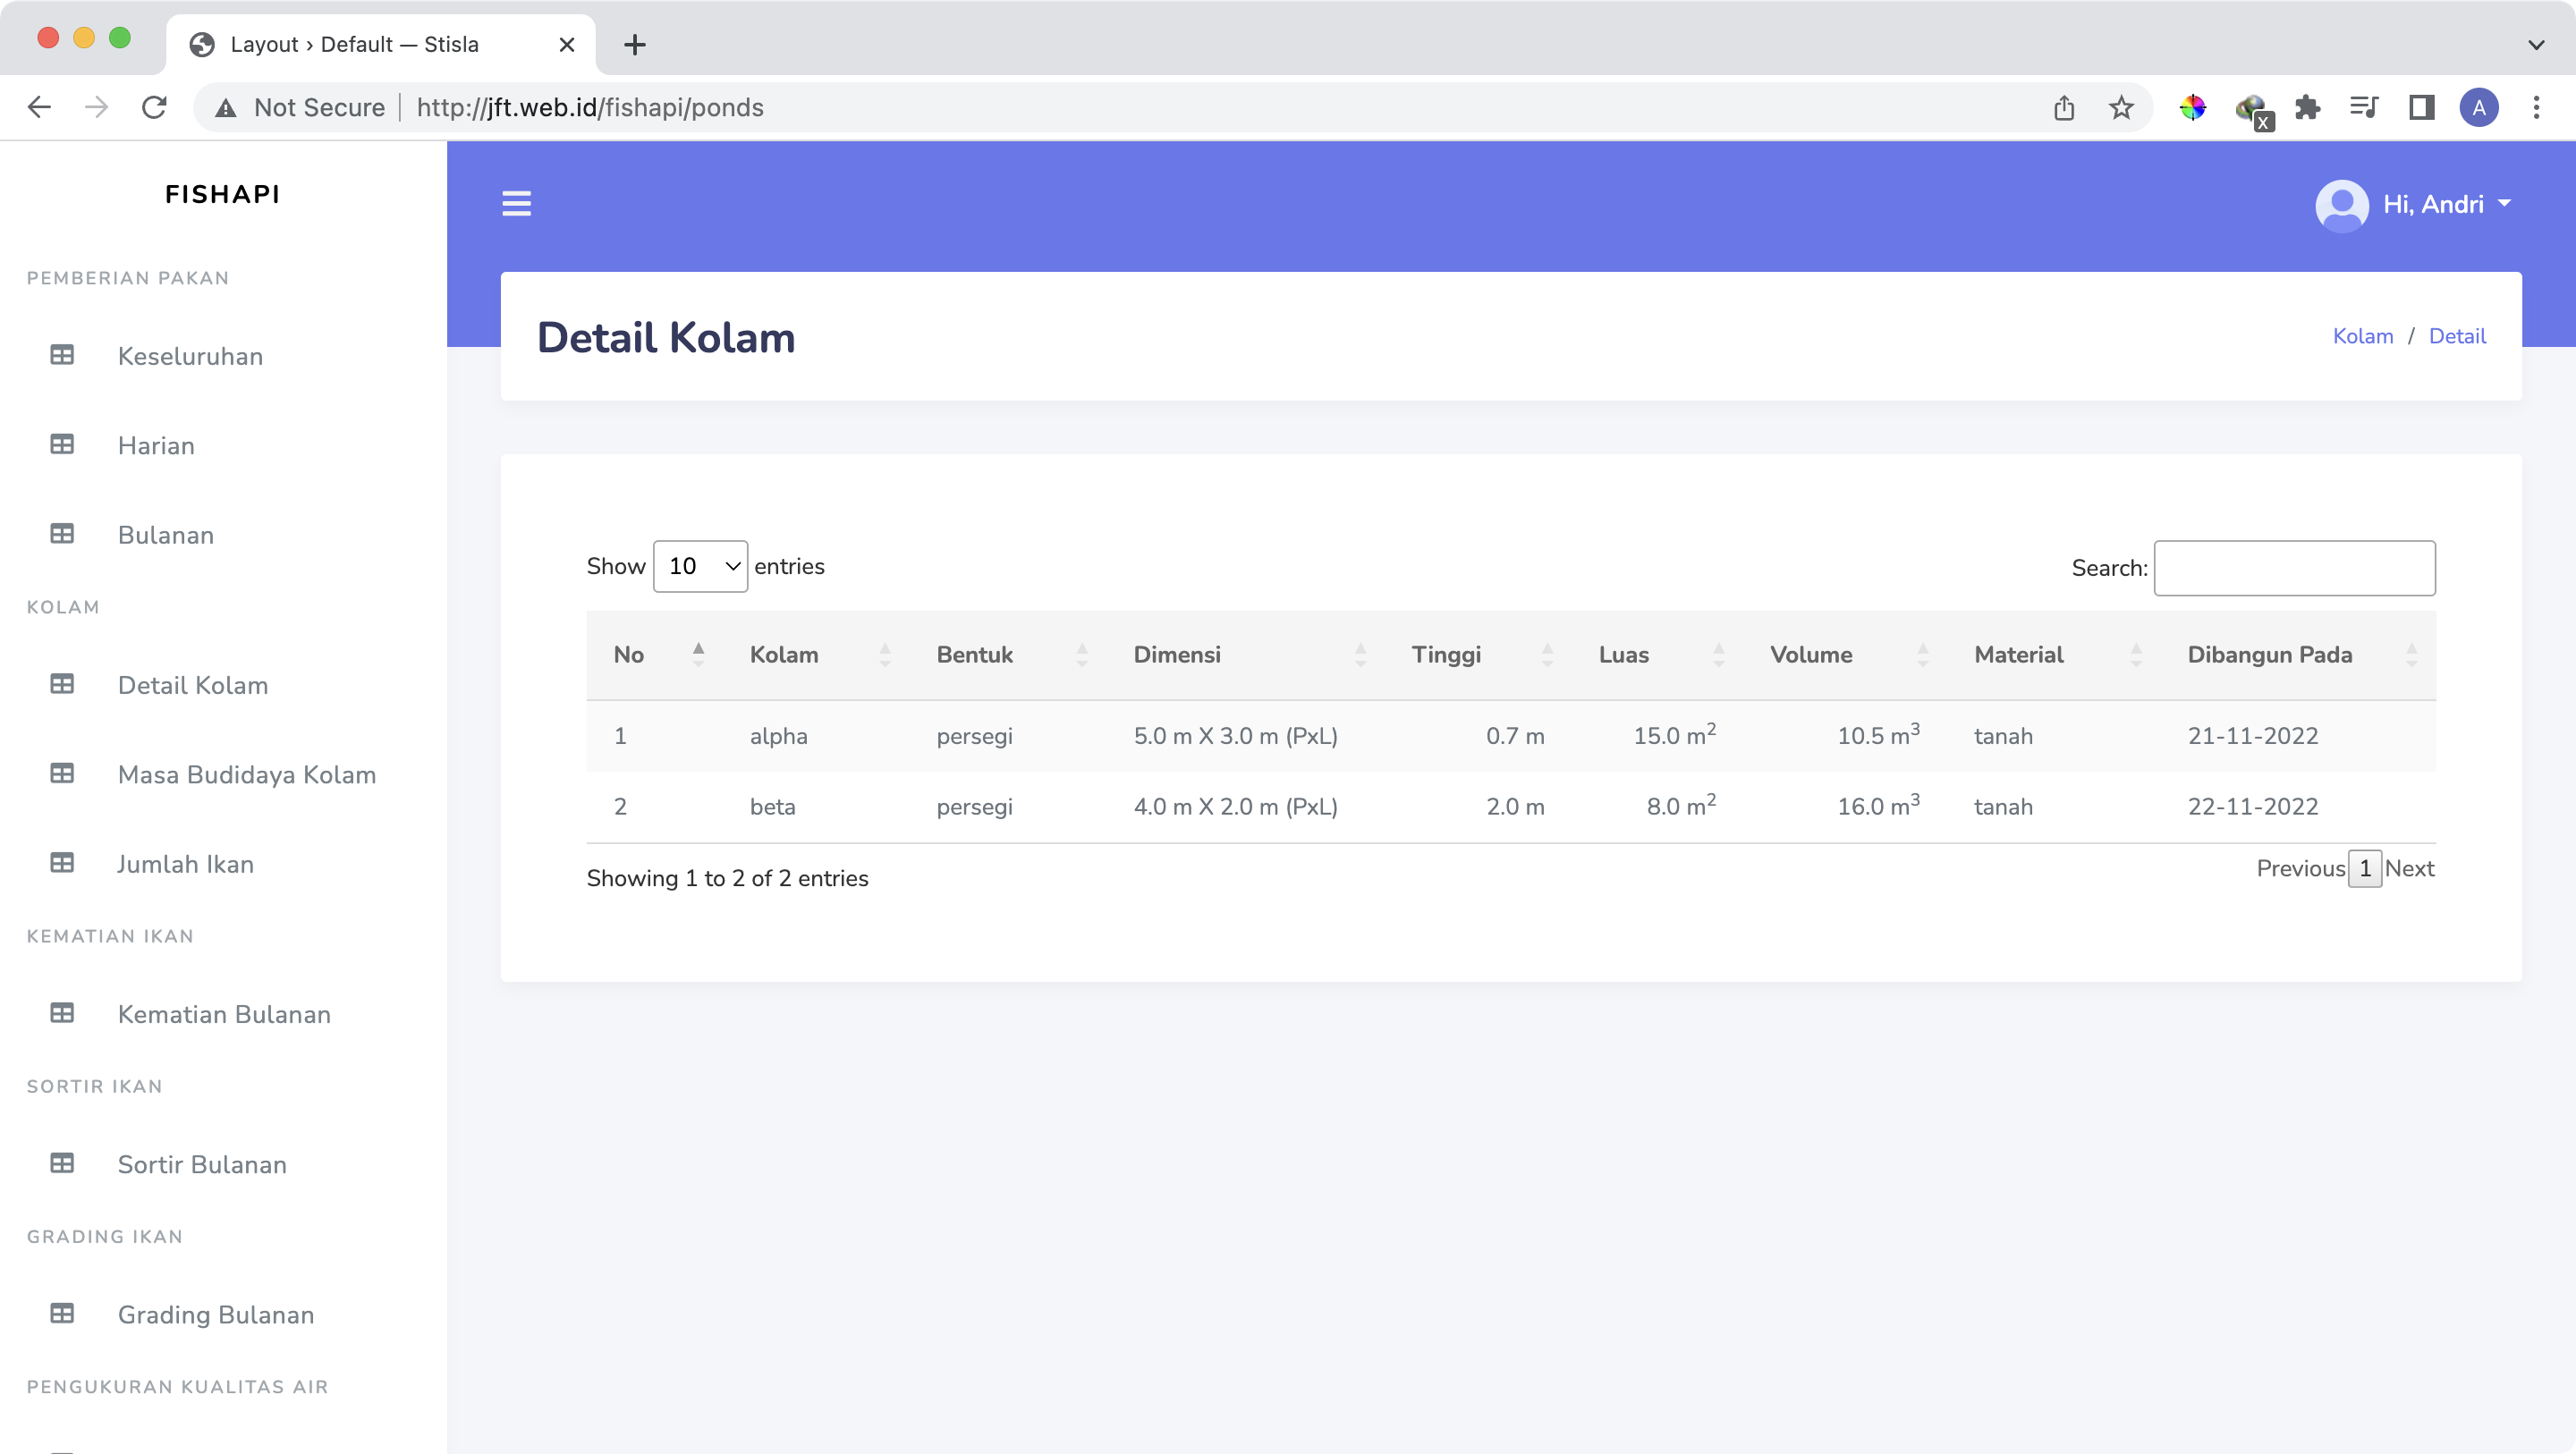 Layout › Default — Stisla
Not Secure | http://jft.web.id/fishapi/ponds
X
A
FISHAPI
Hi, Andri
PEMBERIAN PAKAN
Keseluruhan
Harian
Bulanan
KOLAM
Detail Kolam
Masa Budidaya Kolam
Jumlah Ikan
KEMATIAN IKAN
Kematian Bulanan
SORTIR IKAN
Sortir Bulanan
GRADING IKAN
Grading Bulanan
PENGUKURAN KUALITAS AIR
Detail Kolam
Kolam / Detail
Show 10 entries
Search:
No Kolam Bentuk Dimensi Tinggi Luas Volume Material Dibangun Pada
1 alpha persegi 5.0 m X 3.0 m (PxL) 0.7 m 15.0 m² 10.5 m³ tanah 21-11-2022
2 beta persegi 4.0 m X 2.0 m (PxL) 2.0 m 8.0 m² 16.0 m³ tanah 22-11-2022
Showing 1 to 2 of 2 entries
Previous 1 Next